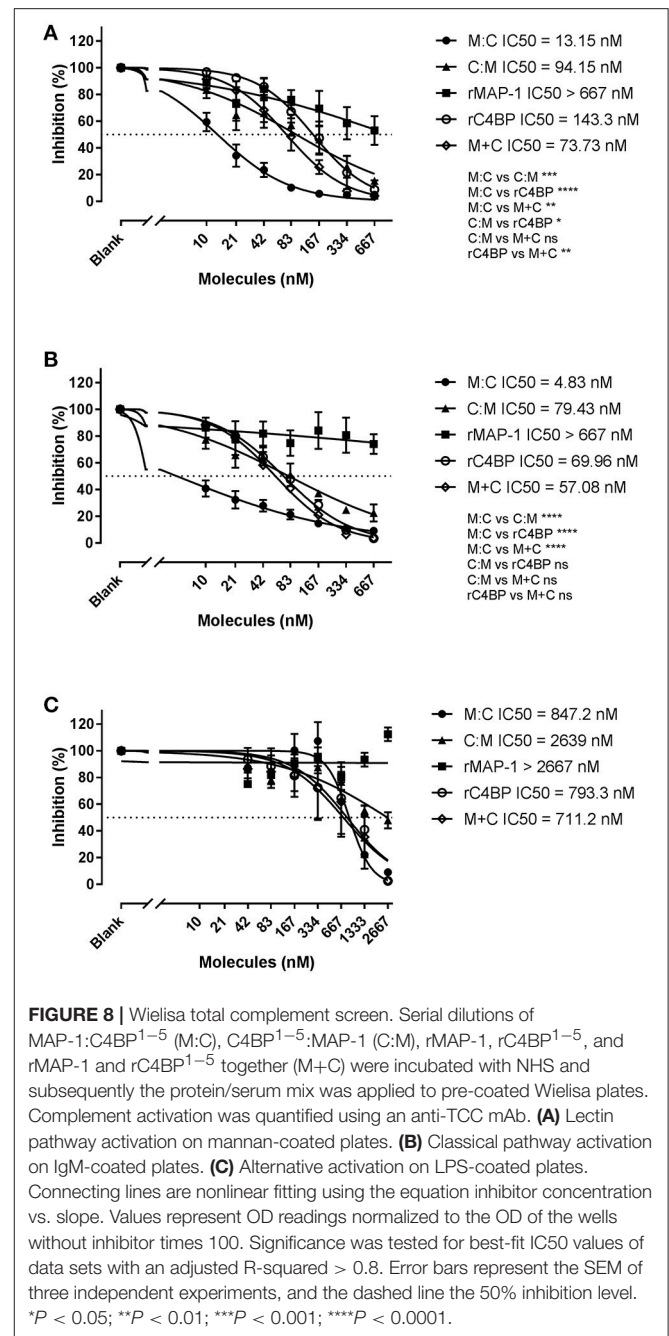 A
120
100
80
60
40
20
0
Inhibition (%)
Blank
10
21
42
83
167
334
667
Molecules (nM)
M:C IC50 = 13.15 nM
C:M IC50 = 94.15 nM
rMAP-1 IC50 > 667 nM
rC4BP IC50 = 143.3 nM
M+C IC50 = 73.73 nM
M:C vs C:M ***
M:C vs rC4BP ****
M:C vs M+C **
C:M vs rC4BP *
C:M vs M+C ns
rC4BP vs M+C **
B
120
100
80
60
40
20
0
Inhibition (%)
Blank
10
21
42
83
167
334
667
Molecules (nM)
M:C IC50 = 4.83 nM
C:M IC50 = 79.43 nM
rMAP-1 IC50 > 667 nM
rC4BP IC50 = 69.96 nM
M+C IC50 = 57.08 nM
M:C vs C:M ****
M:C vs rC4BP ****
M:C vs M+C ****
C:M vs rC4BP ns
C:M vs M+C ns
rC4BP vs M+C ns
C
120
100
80
60
40
20
0
Inhibition (%)
Blank
10
21
42
83
167
334
667
1333
2667
Molecules (nM)
M:C IC50 = 847.2 nM
C:M IC50 = 2639 nM
rMAP-1 > 2667 nM
rC4BP IC50 = 793.3 nM
M+C IC50 = 711.2 nM
FIGURE 8 | Wielisa total complement screen. Serial dilutions of
MAP-1:C4BP1–5 (M:C), C4BP1–5:MAP-1 (C:M), rMAP-1, rC4BP1–5, and
rMAP-1 and rC4BP1–5 together (M+C) were incubated with NHS and
subsequently the protein/serum mix was applied to pre-coated Wielisa plates.
Complement activation was quantified using an anti-TCC mAb. (A) Lectin
pathway activation on mannan-coated plates. (B) Classical pathway activation
on IgM-coated plates. (C) Alternative activation on LPS-coated plates.
Connecting lines are nonlinear fitting using the equation inhibitor concentration
vs. slope. Values represent OD readings normalized to the OD of the wells
without inhibitor times 100. Significance was tested for best-fit IC50 values of
data sets with an adjusted R-squared > 0.8. Error bars represent the SEM of
three independent experiments, and the dashed line the 50% inhibition level.
*P < 0.05; **P < 0.01; ***P < 0.001; ****P < 0.0001.